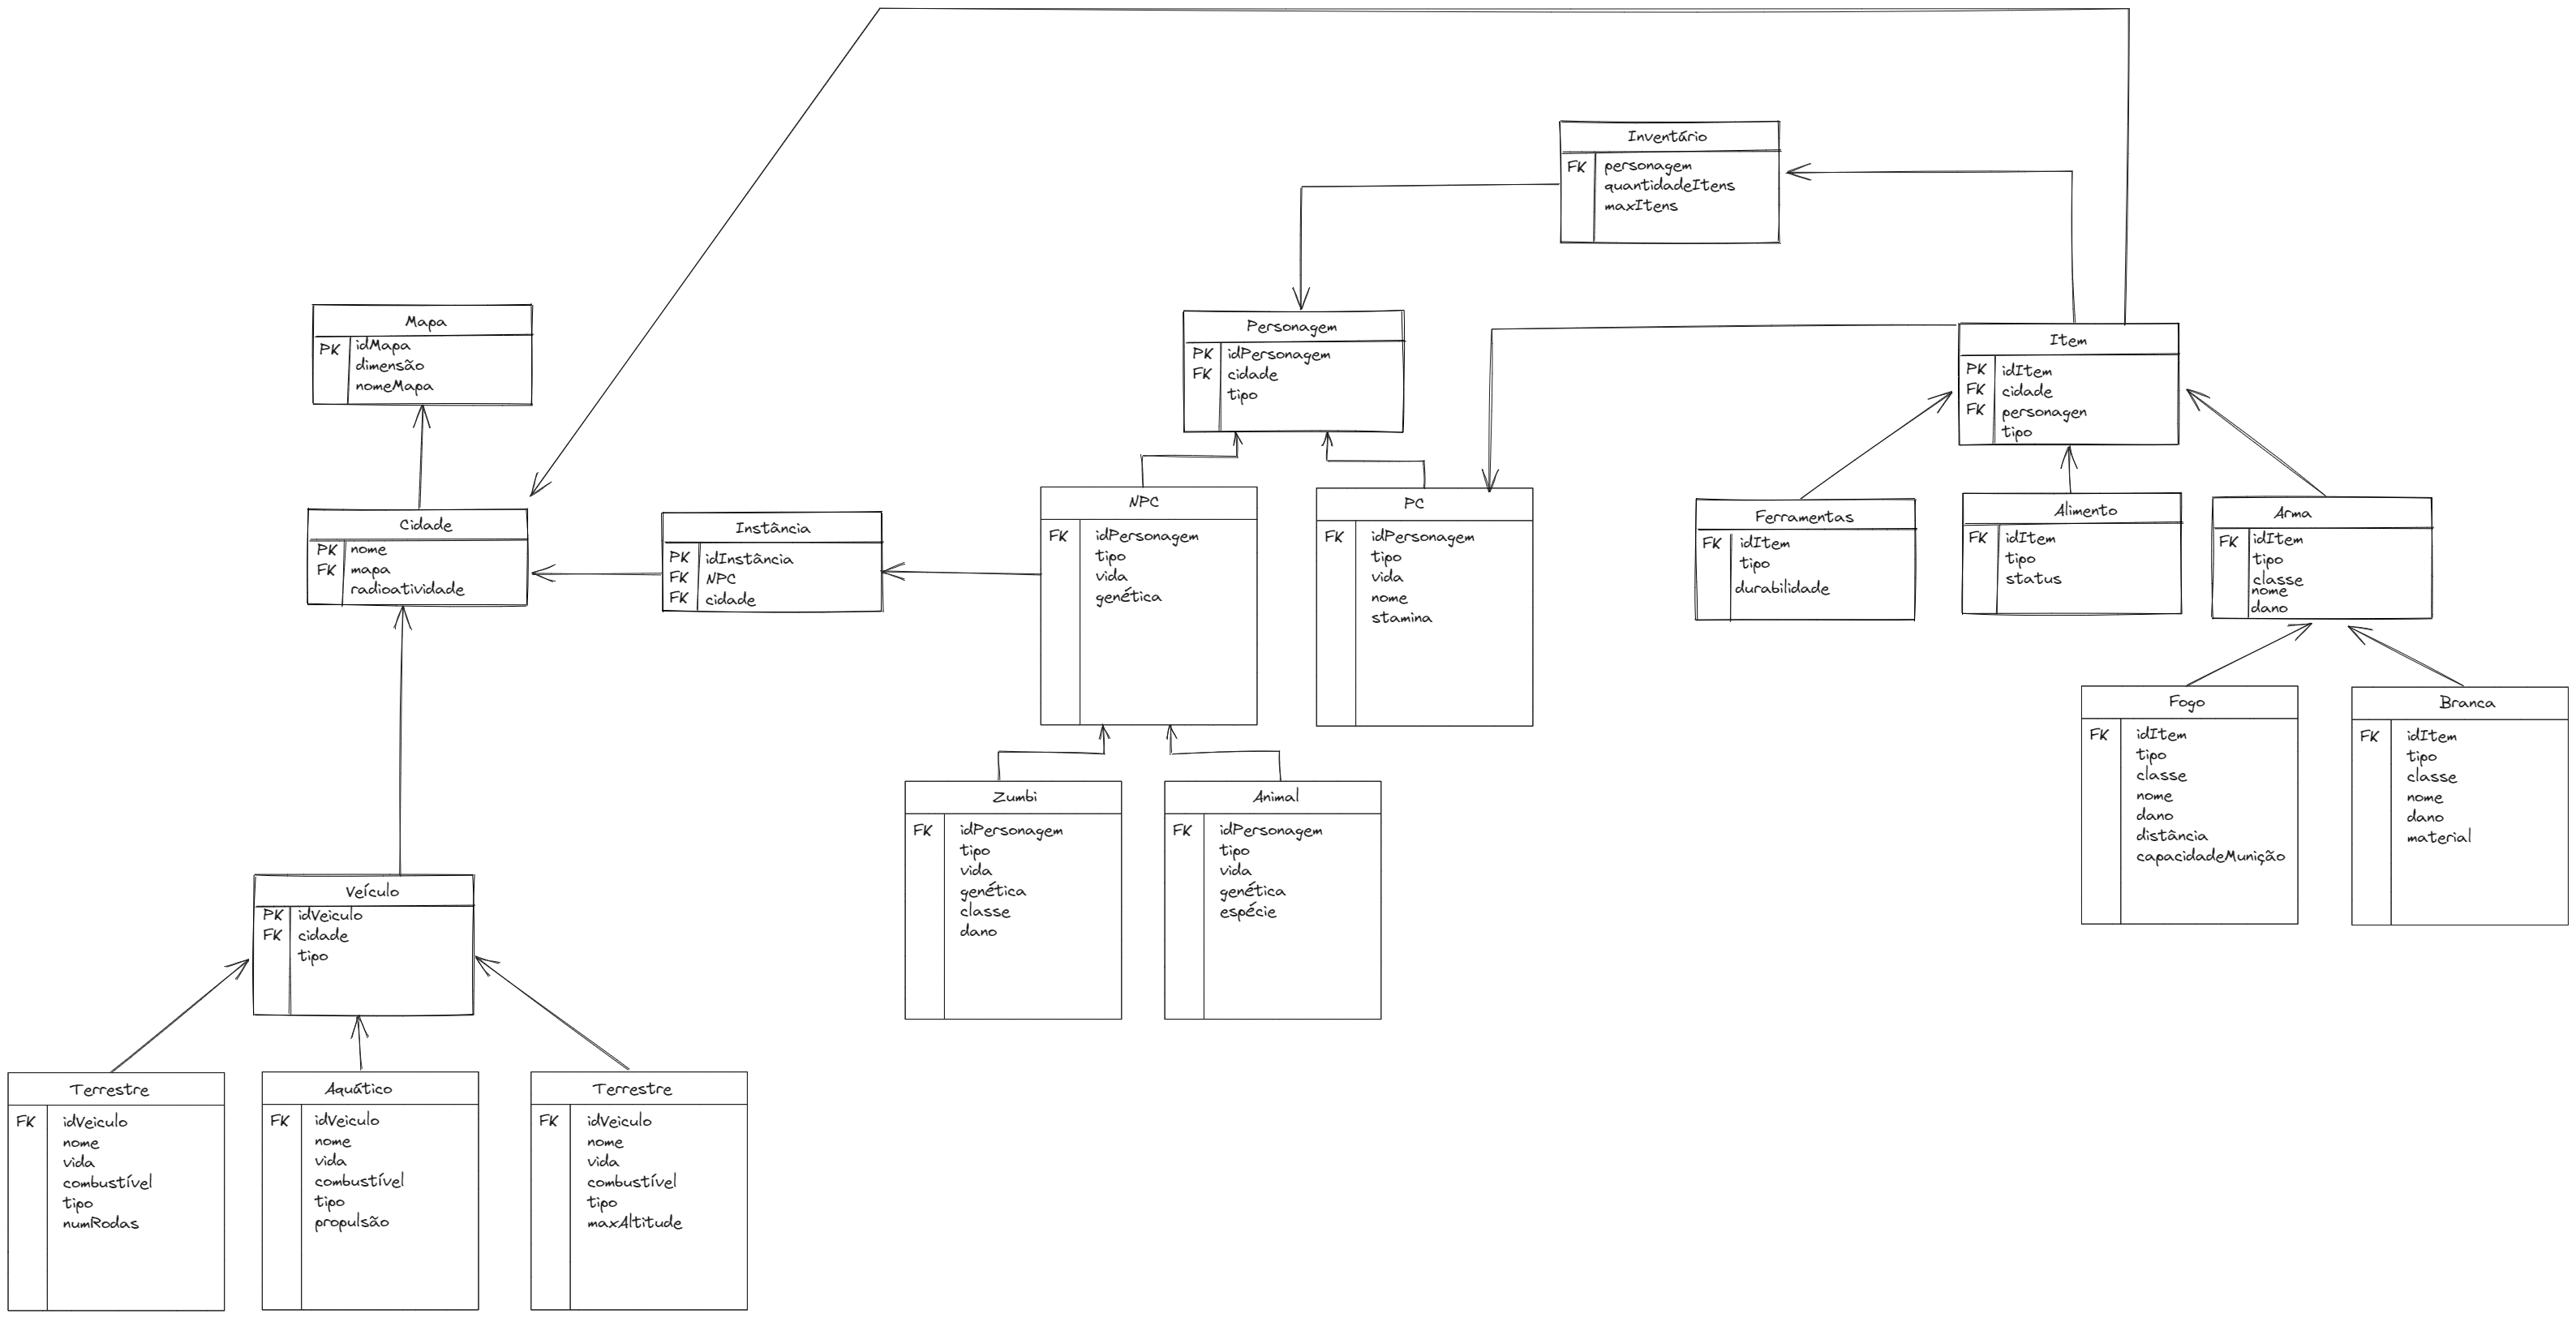 Inventário
FK personagem
quantidadeItens
maxItens
Mapa
PK idMapa
dimensão
nomeMapa
Personagem
PK idPersonagem
FK cidade
tipo
Item
PK idItem
FK cidade
FK personagen
tipo
Cidade
PK nome
FK mapa
radioatividade
Instância
PK idInstância
FK NPC
FK cidade
NPC
FK idPersonagem
tipo
vida
genética
PC
FK idPersonagem
tipo
vida
nome
stamina
Ferramentas
FK idItem
tipo
durabilidade
Alimento
FK idItem
tipo
status
Arma
FK idItem
tipo
classe
nome
dano
Fogo
FK idItem
tipo
classe
nome
dano
distância
capacidadeMunição
Branca
FK idItem
tipo
classe
nome
dano
material
Zumbi
FK idPersonagem
tipo
vida
genética
classe
dano
Animal
FK idPersonagem
tipo
vida
genética
espécie
Veículo
PK idVeiculo
FK cidade
tipo
Terrestre
FK idVeiculo
nome
vida
combustível
tipo
numRodas
Aquático
FK idVeiculo
nome
vida
combustível
tipo
propulsão
Terrestre
FK idVeiculo
nome
vida
combustível
tipo
maxAltitude